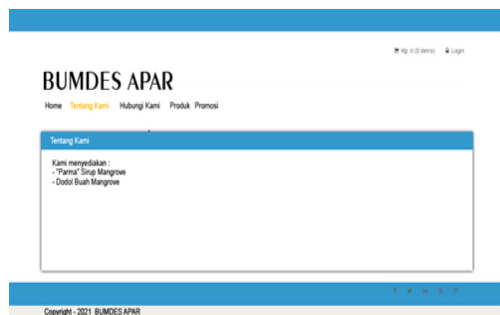 Rp. 0 (0 items) Login
BUMDES APAR
Home Tentang Kami Hubungi Kami Produk Promosi
Tentang Kami
Kami menyediakan :
- "Parma" Sirup Mangrove
- Dodol Buah Mangrove
Copyright - 2021 BUMDES APAR